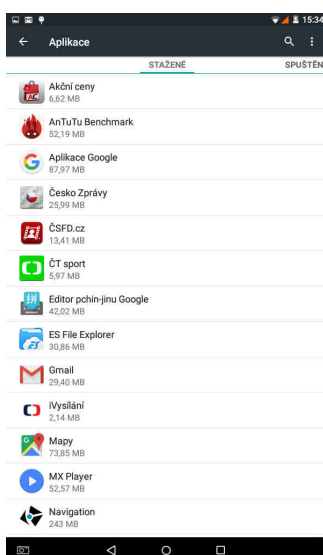 15:34
Aplikace
STAŽENÉ
SPUŠTĚN
Akční ceny
6,62 MB
AnTuTu Benchmark
52,19 MB
Aplikace Google
87,97 MB
Česko Zprávy
25,99 MB
ČSFD.cz
13,41 MB
ČT sport
5,97 MB
Editor pchin-jinu Google
42,02 MB
ES File Explorer
30,86 MB
Gmail
29,40 MB
iVysílání
2,14 MB
Mapy
73,85 MB
MX Player
52,57 MB
Navigation
243 MB